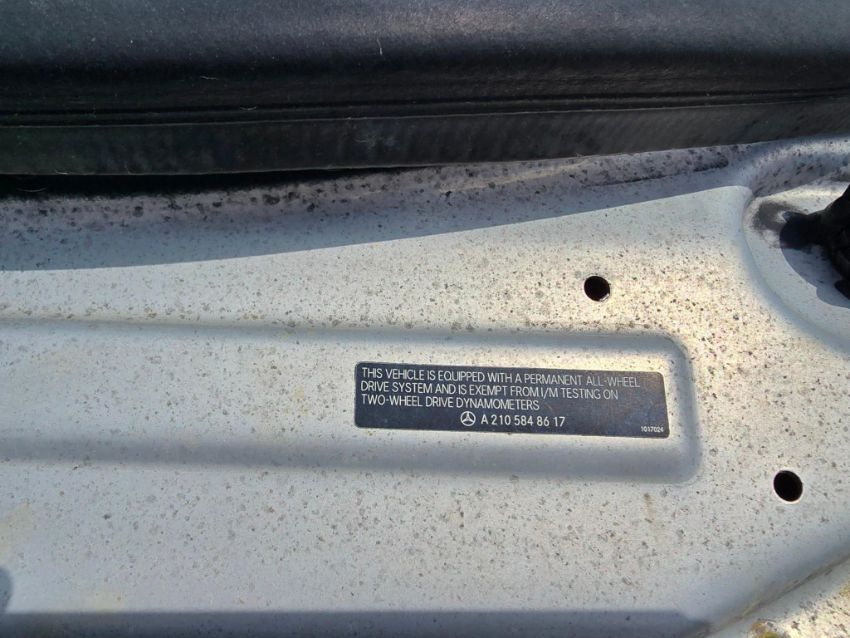 THIS VEHICLE IS EQUIPPED WITH A PERMANENT ALL-WHEEL
DRIVE SYSTEM AND IS EXEMPT FROM I/M TESTING ON
TWO-WHEEL DRIVE DYNAMOMETERS
A 210 584 86 17
1017024